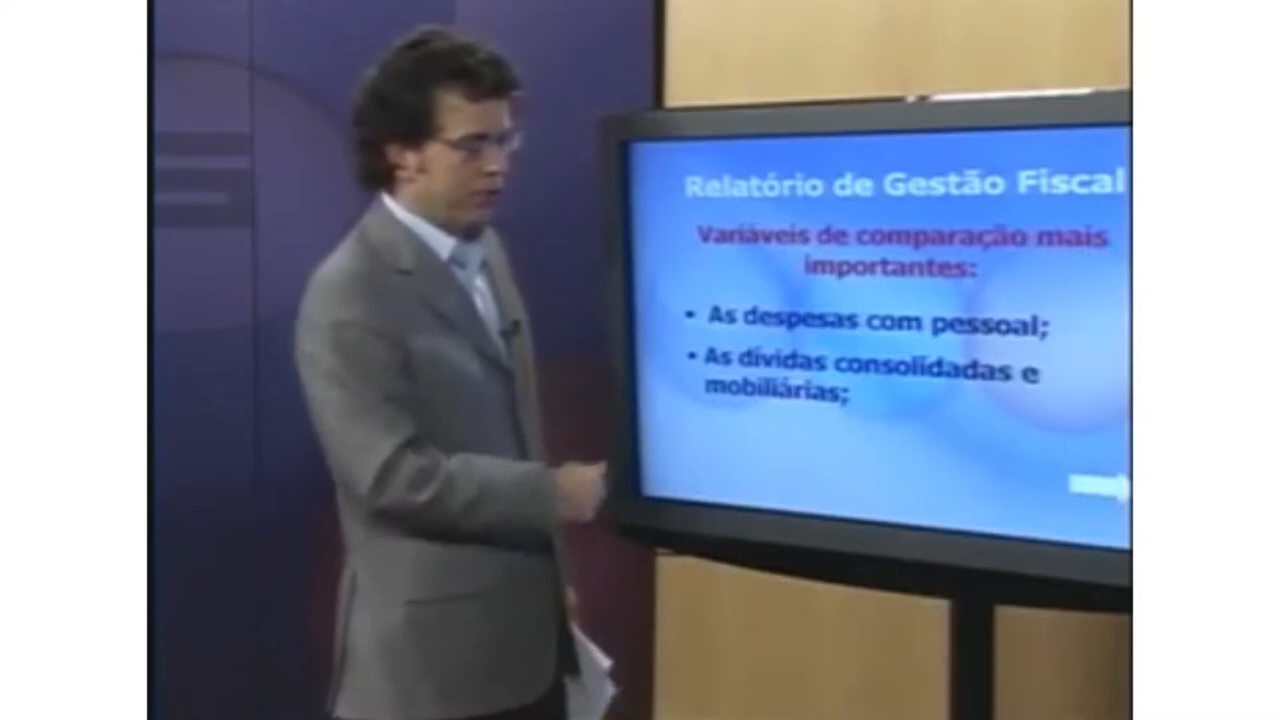 Relatório de Gestão Fiscal
Variáveis de comparação mais
importantes:
• As despesas com pessoal;
• As dívidas consolidadas e
mobiliárias;